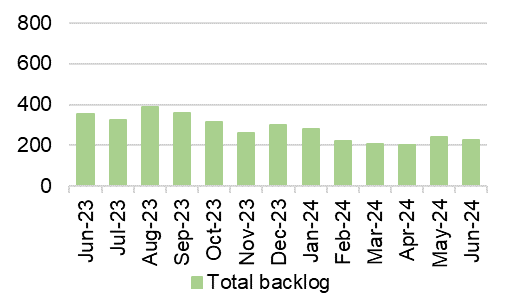 800
600
400
200
0
Jun-23
Jul-23
Aug-23
Sep-23
Oct-23
Nov-23
Dec-23
Jan-24
Feb-24
Mar-24
Apr-24
May-24
Jun-24
Total backlog